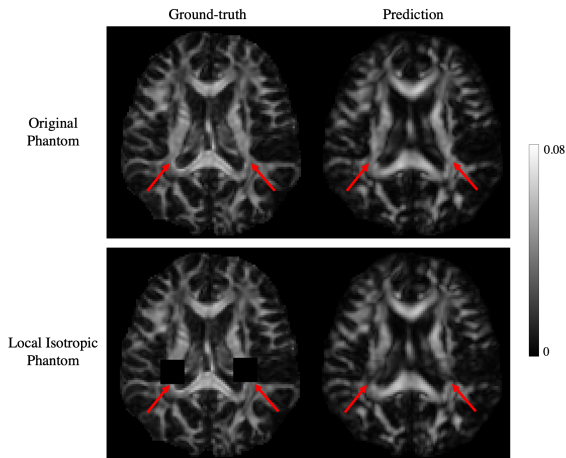 Ground-truth
Prediction
Original
Phantom
0.08
0
Local Isotropic
Phantom